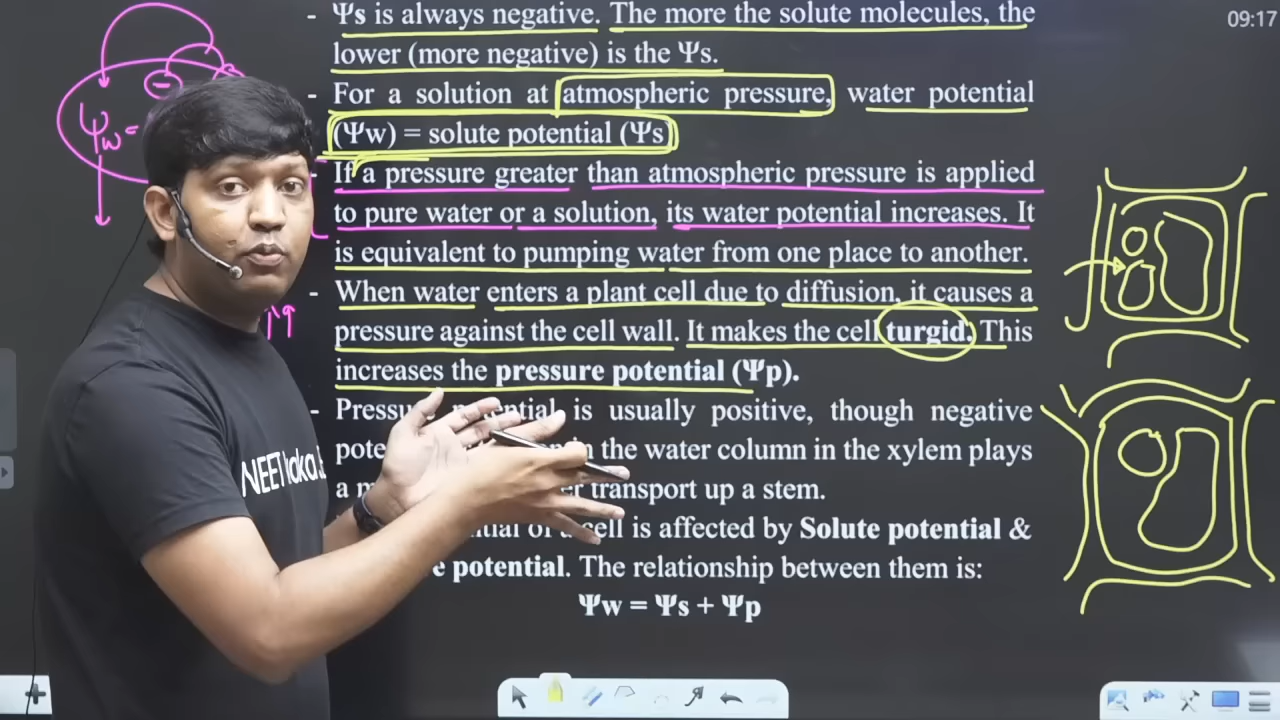 09:17
- Ψs is always negative. The more the solute molecules, the
lower (more negative) is the Ψs.
- For a solution at atmospheric pressure, water potential
(Ψw) = solute potential (Ψs)
- If a pressure greater than atmospheric pressure is applied
to pure water or a solution, its water potential increases. It
is equivalent to pumping water from one place to another.
- When water enters a plant cell due to diffusion, it causes a
pressure against the cell wall. It makes the cell turgid. This
increases the pressure potential (Ψp).
- is usually positive, though negative
in the water column in the xylem plays
a transport up a stem.
cell is affected by Solute potential &
potential. The relationship between them is:
Ψw = Ψs + Ψp
Ψw=
NEET